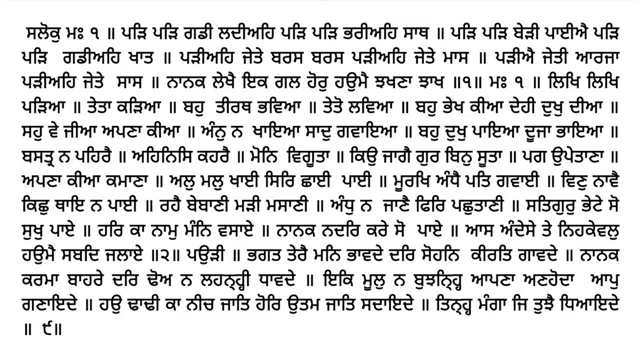 ਸਲੋਕੁ ਮਃ ੧ ॥ ਪੜਿ ਪੜਿ ਗਡੀ ਲਦੀਅਹਿ ਪੜਿ ਪੜਿ ਭਰੀਅਹਿ ਸਾਥ ॥ ਪੜਿ ਪੜਿ ਬੇੜੀ ਪਾਈਐ ਪੜਿ
ਪੜਿ ਗਡੀਅਹਿ ਖਾਤ ॥ ਪੜੀਅਹਿ ਜੇਤੇ ਬਰਸ ਬਰਸ ਪੜੀਅਹਿ ਜੇਤੇ ਮਾਸ ॥ ਪੜੀਐ ਜੇਤੀ ਆਰਜਾ
ਪੜੀਅਹਿ ਜੇਤੇ ਸਾਸ ॥ ਨਾਨਕ ਲੇਖੈ ਇਕ ਗਲ ਹੋਰੁ ਹਉਮੈ ਝਖਣਾ ਝਾਖ ॥੧॥ ਮਃ ੧ ॥ ਲਿਖਿ ਲਿਖਿ
ਪੜਿਆ ॥ ਤੇਤਾ ਕੜਿਆ ॥ ਬਹੁ ਤੀਰਥ ਭਵਿਆ ॥ ਤੇਤੋ ਲਵਿਆ ॥ ਬਹੁ ਭੇਖ ਕੀਆ ਦੇਹੀ ਦੁਖੁ ਦੀਆ ॥
ਸਹੁ ਵੇ ਜੀਆ ਅਪਣਾ ਕੀਆ ॥ ਅੰਨੁ ਨ ਖਾਇਆ ਸਾਦੁ ਗਵਾਇਆ ॥ ਬਹੁ ਦੁਖੁ ਪਾਇਆ ਦੂਜਾ ਭਾਇਆ ॥
ਬਸਤ੍ਰ ਨ ਪਹਿਰੈ ॥ ਅਹਿਨਿਸਿ ਕਹਰੈ ॥ ਮੋਨਿ ਵਿਗੂਤਾ ॥ ਕਿਉ ਜਾਗੈ ਗੁਰ ਬਿਨੁ ਸੂਤਾ ॥ ਪਗ ਉਪੇਤਾਣਾ ॥
ਅਪਣਾ ਕੀਆ ਕਮਾਣਾ ॥ ਅਲੁ ਮਲੁ ਖਾਈ ਸਿਰਿ ਛਾਈ ਪਾਈ ॥ ਮੂਰਖਿ ਅੰਧੈ ਪਤਿ ਗਵਾਈ ॥ ਵਿਣੁ ਨਾਵੈ
ਕਿਛੁ ਥਾਇ ਨ ਪਾਈ ॥ ਰਹੈ ਬੇਬਾਣੀ ਮੜੀ ਮਸਾਣੀ ॥ ਅੰਧੁ ਨ ਜਾਣੈ ਫਿਰਿ ਪਛੁਤਾਣੀ ॥ ਸਤਿਗੁਰੁ ਭੇਟੇ ਸੋ
ਸੁਖੁ ਪਾਏ ॥ ਹਰਿ ਕਾ ਨਾਮੁ ਮੰਨਿ ਵਸਾਏ ॥ ਨਾਨਕ ਨਦਰਿ ਕਰੇ ਸੋ ਪਾਏ ॥ ਆਸ ਅੰਦੇਸੇ ਤੇ ਨਿਹਕੇਵਲੁ
ਹਉਮੈ ਸਬਦਿ ਜਲਾਏ ॥੨॥ ਪਉੜੀ ॥ ਭਗਤ ਤੇਰੈ ਮਨਿ ਭਾਵਦੇ ਦਰਿ ਸੋਹਨਿ ਕੀਰਤਿ ਗਾਵਦੇ ॥ ਨਾਨਕ
ਕਰਮਾ ਬਾਹਰੇ ਦਰਿ ਢੋਅ ਨ ਲਹਨ੍ਹ੍ਹੀ ਧਾਵਦੇ ॥ ਇਕਿ ਮੂਲੁ ਨ ਬੁਝਨ੍ਹ੍ਹਿ ਆਪਣਾ ਅਣਹੋਦਾ ਆਪੁ
ਗਣਾਇਦੇ ॥ ਹਉ ਢਾਢੀ ਕਾ ਨੀਚ ਜਾਤਿ ਹੋਰਿ ਉਤਮ ਜਾਤਿ ਸਦਾਇਦੇ ॥ ਤਿਨ੍ਹ੍ਹ ਮੰਗਾ ਜਿ ਤੁਝੈ ਧਿਆਇਦੇ
॥੯॥